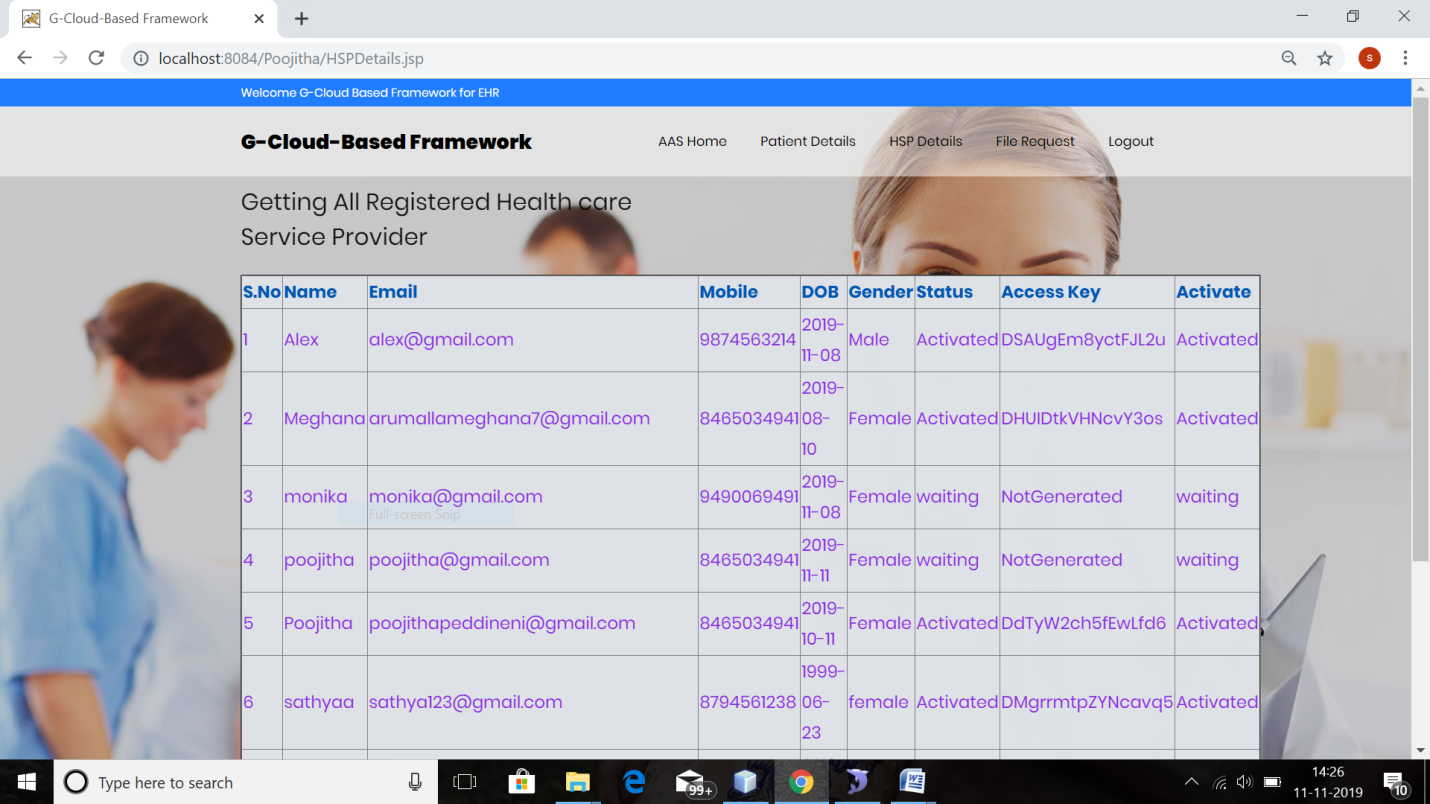 G-Cloud-Based Framework
localhost:8084/Poojitha/HSPDetails.jsp
S
Welcome G-Cloud Based Framework for EHR
G-Cloud-Based Framework AAS Home Patient Details HSP Details File Request Logout
Getting All Registered Health care
Service Provider
S.No Name Email Mobile DOB Gender Status Access Key Activate
1 Alex alex@gmail.com 9874563214 2019-11-08 Male Activated DSAUgEm8yctFJL2u Activated
2 Meghana arumallameghana7@gmail.com 8465034941 2019-08-10 Female Activated DHUIDtkVHNcvY3os Activated
3 monika monika@gmail.com 9490069491 2019-11-08 Female waiting NotGenerated waiting
Full-screen Snip
4 poojitha poojitha@gmail.com 8465034941 2019-11-11 Female waiting NotGenerated waiting
5 Poojitha poojithapeddineni@gmail.com 8465034941 2019-10-11 Female Activated DdTyW2ch5fEwLfd6 Activated
6 sathyaa sathya123@gmail.com 8794561238 1999-06-23 female Activated DMgrrmtpZYNcavq5 Activated
Type here to search 99+ 14:26
11-11-2019 10